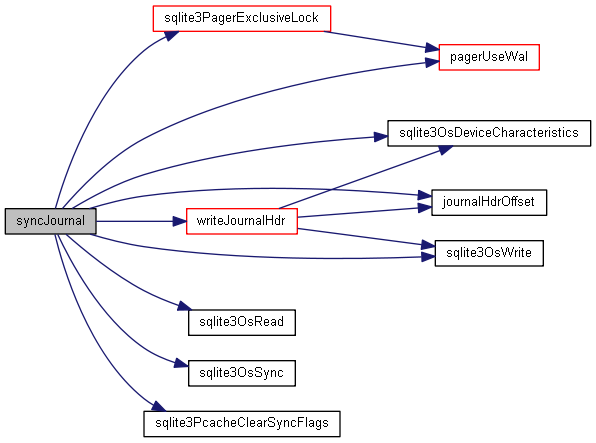 sqlite3PagerExclusiveLock
pagerUseWal
sqlite3OsDeviceCharacteristics
journalHdrOffset
syncJournal
writeJournalHdr
sqlite3OsWrite
sqlite3OsRead
sqlite3OsSync
sqlite3PcacheClearSyncFlags